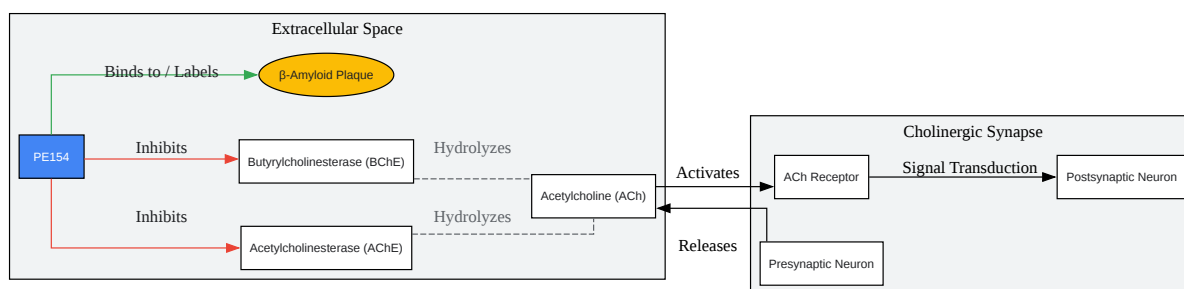 Extracellular Space
Binds to / Labels
β-Amyloid Plaque
PE154
Inhibits
Butyrylcholinesterase (BChE)
Hydrolyzes
Inhibits
Acetylcholinesterase (AChE)
Hydrolyzes
Acetylcholine (ACh)
Activates
Releases
Cholinergic Synapse
ACh Receptor
Signal Transduction
Postsynaptic Neuron
Presynaptic Neuron